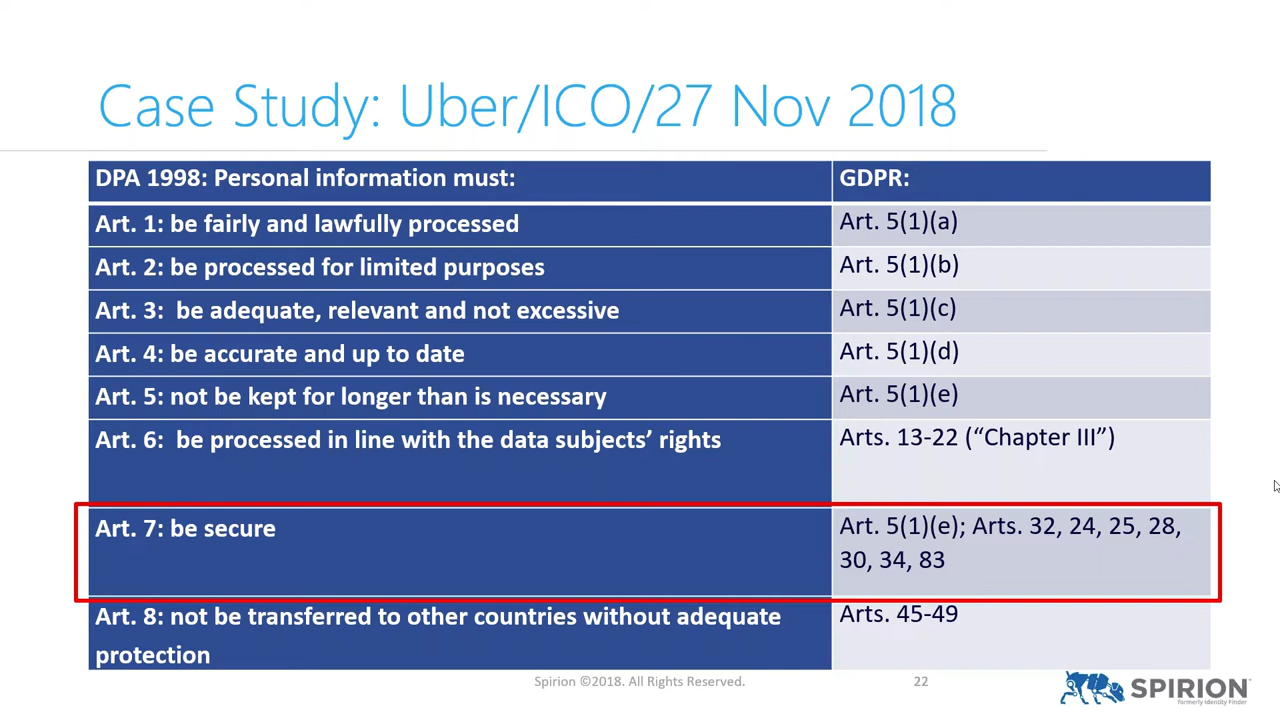 Case Study: Uber/ICO/27 Nov 2018
DPA 1998: Personal information must:
GDPR:
Art. 1: be fairly and lawfully processed
Art. 5(1)(a)
Art. 2: be processed for limited purposes
Art. 5(1)(b)
Art. 3:  be adequate, relevant and not excessive
Art. 5(1)(c)
Art. 4: be accurate and up to date
Art. 5(1)(d)
Art. 5: not be kept for longer than is necessary
Art. 5(1)(e)
Art. 6:  be processed in line with the data subjects’ rights
Arts. 13-22 (“Chapter III”)
Art. 7: be secure
Art. 5(1)(e); Arts. 32, 24, 25, 28,
30, 34, 83
Art. 8: not be transferred to other countries without adequate
protection
Arts. 45-49
Spirion ©2018. All Rights Reserved.
22
SPIRION
formerly Identity Finder